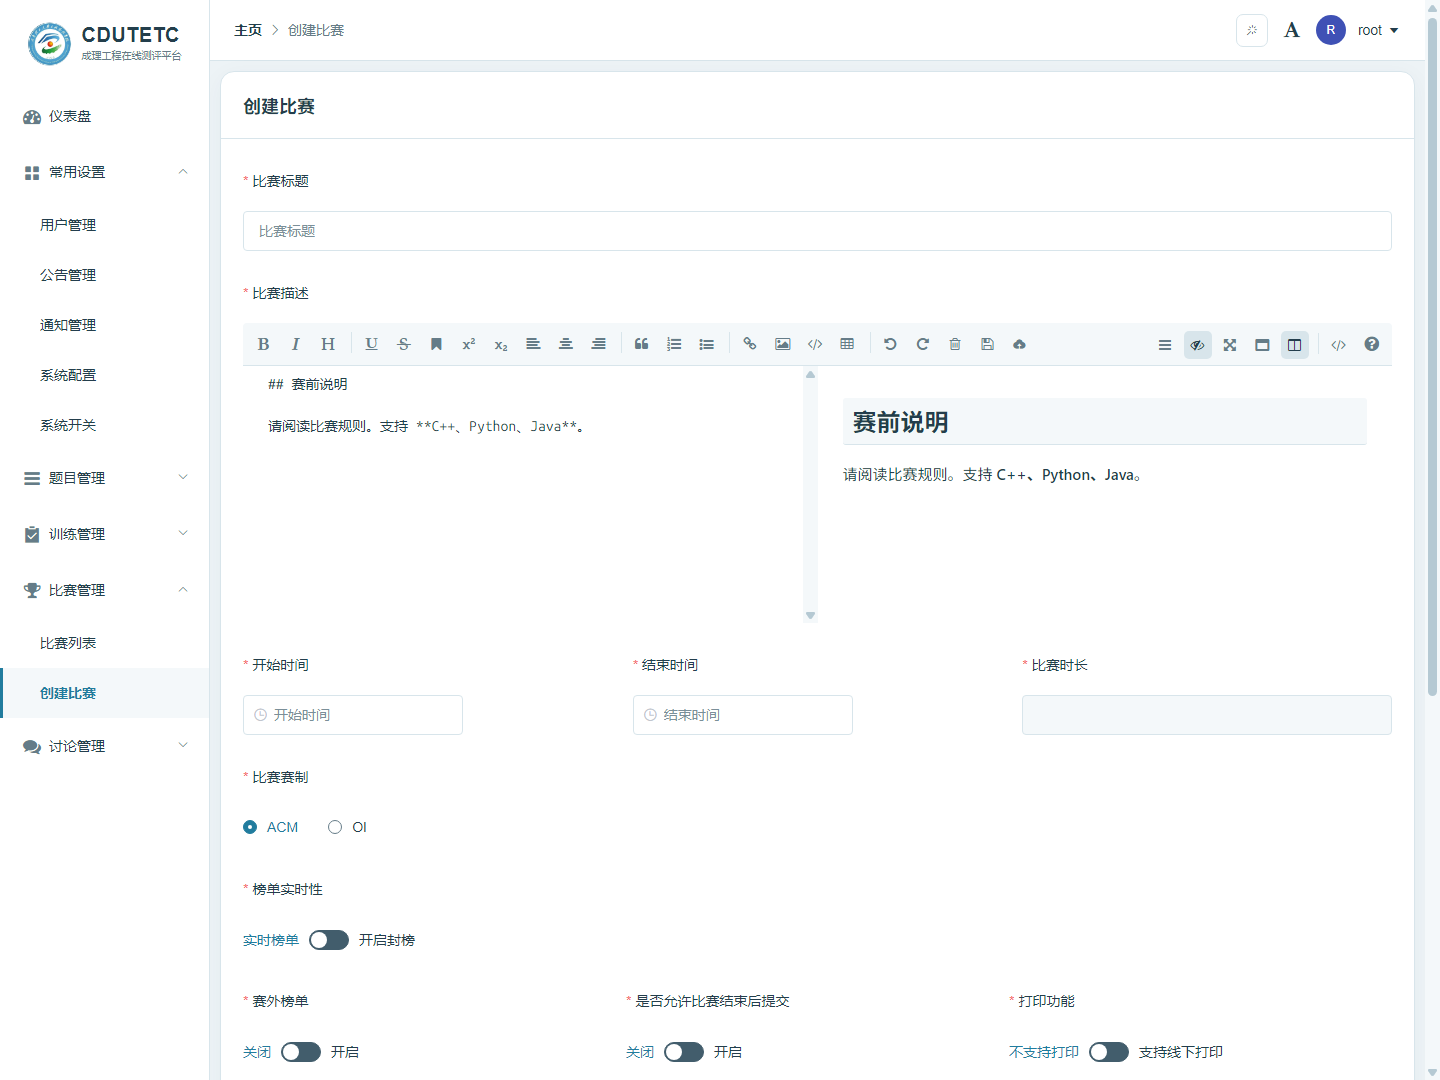 CDUTETC
成理工程在线测评平台
主页
创建比赛
A
R
root
仪表盘
常用设置
用户管理
公告管理
通知管理
系统配置
系统开关
题目管理
训练管理
比赛管理
比赛列表
创建比赛
讨论管理
创建比赛
* 比赛标题
比赛标题
* 比赛描述
## 赛前说明
请阅读比赛规则。支持 **C++、Python、Java**。
赛前说明
请阅读比赛规则。支持 C++、Python、Java。
* 开始时间
* 结束时间
* 比赛时长
开始时间
结束时间
* 比赛赛制
ACM
OI
* 榜单实时性
实时榜单
开启封榜
* 赛外榜单
* 是否允许比赛结束后提交
* 打印功能
关闭
开启
关闭
开启
不支持打印
支持线下打印